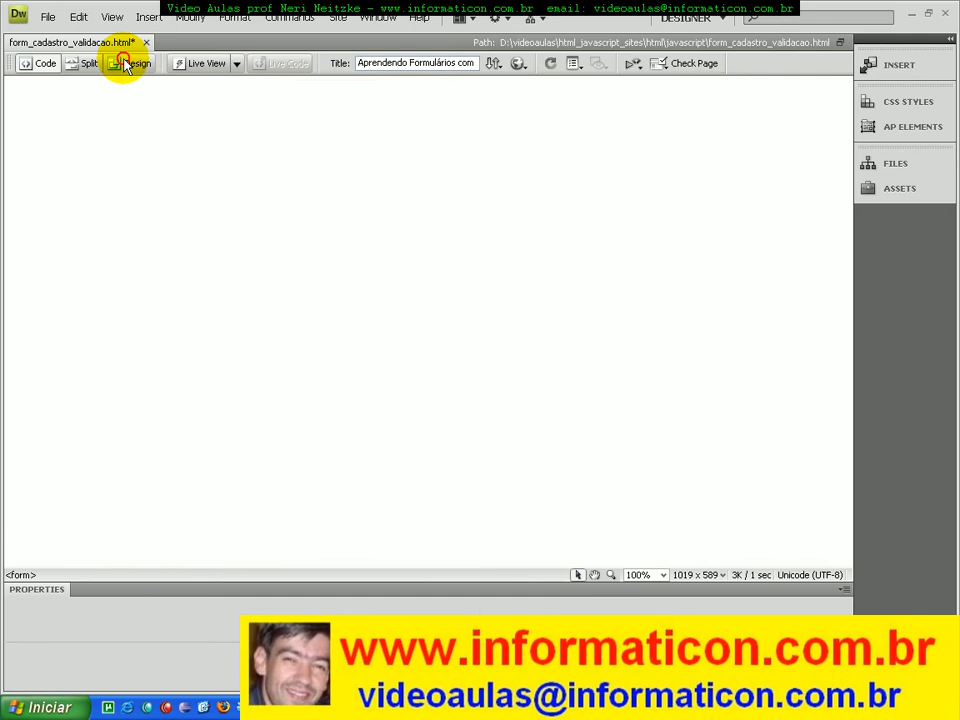 Video Aulas prof Neri Neitzke - www.informaticon.com.br email: videoaulas@informaticon.com.br
Dw File Edit View Insert Modify Format Commands Site Window Help DESIGNER
form_cadastro_validacao.html*
Path: D:\videoaulas\html_javascript_sites\html\javascript\form_cadastro_validacao.html
Code Split Design Live View Live Code Title: Aprendendo Formulários com Check Page
INSERT
CSS STYLES
AP ELEMENTS
FILES
ASSETS
<form>
100% 1019 x 589 3K / 1 sec Unicode (UTF-8)
PROPERTIES
www.informaticon.com.br
videoaulas@informaticon.com.br
Iniciar